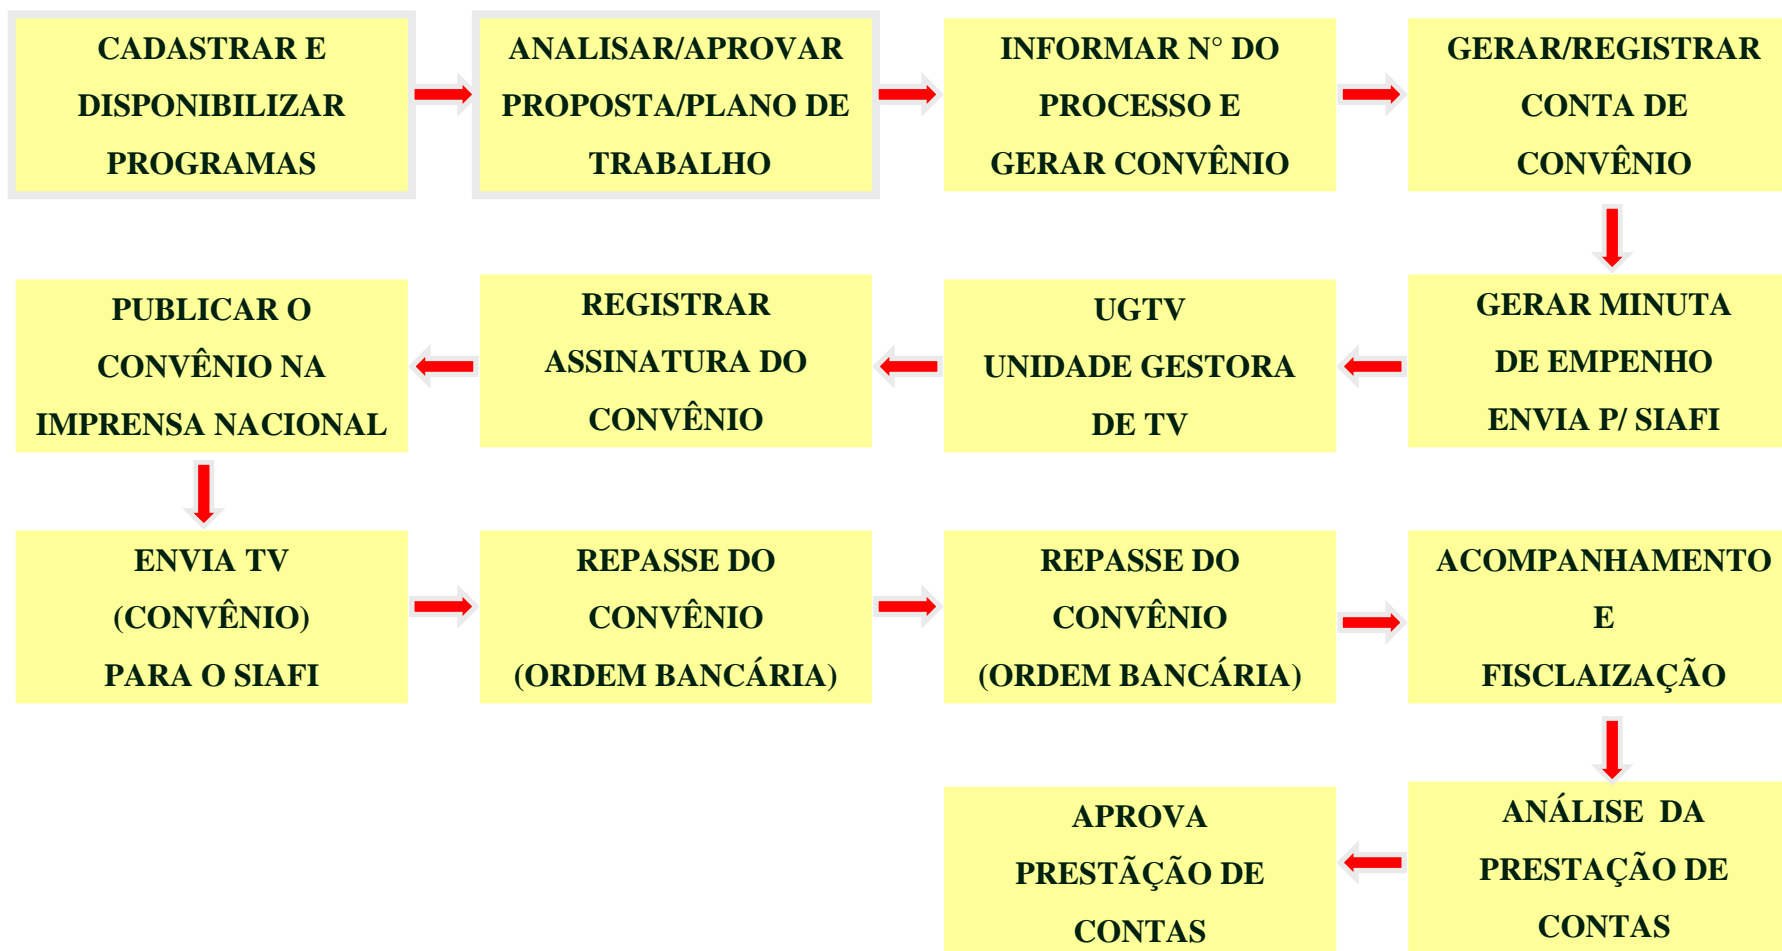 CADASTRAR E
DISPONIBILIZAR
PROGRAMAS
ANALISAR/APROVAR
PROPOSTA/PLANO DE
TRABALHO
INFORMAR N° DO
PROCESSO E
GERAR CONVÊNIO
GERAR/REGISTRAR
CONTA DE
CONVÊNIO
GERAR MINUTA
DE EMPENHO
ENVIA P/ SIAFI
UGTV
UNIDADE GESTORA
DE TV
REGISTRAR
ASSINATURA DO
CONVÊNIO
PUBLICAR O
CONVÊNIO NA
IMPRENSA NACIONAL
ENVIA TV
(CONVÊNIO)
PARA O SIAFI
REPASSE DO
CONVÊNIO
(ORDEM BANCÁRIA)
REPASSE DO
CONVÊNIO
(ORDEM BANCÁRIA)
ACOMPANHAMENTO
E
FISCLAIZAÇÃO
ANÁLISE  DA
PRESTAÇÃO DE
CONTAS
APROVA
PRESTÃÇÃO DE
CONTAS